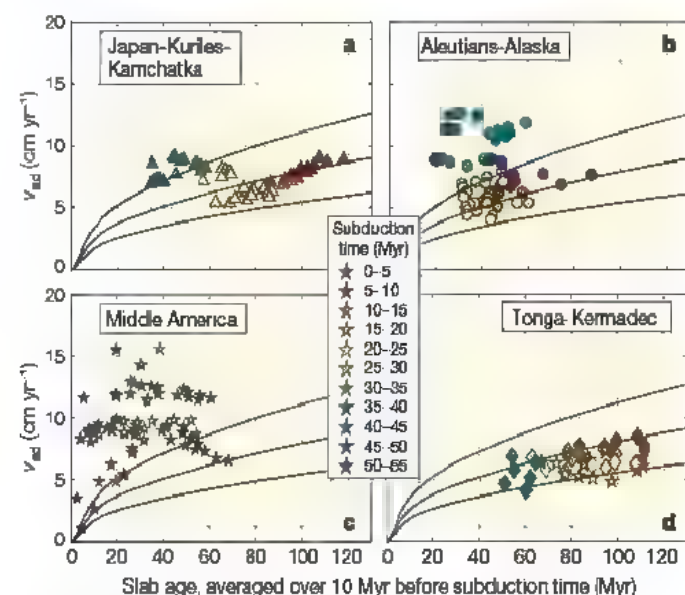 20
15
10
5
0
Japan-Kuriles-
Kamchatka
a
Aleutians-Alaska
b
v_sd (cm yr⁻¹)
Subduction
time (Myr)
0–5
5–10
10–15
15–20
20–25
25–30
30–35
35–40
40–45
45–50
50–55
20
15
10
5
0
Middle America
c
Tonga-Kermadec
d
v_sd (cm yr⁻¹)
0 20 40 60 80 100 120
0 20 40 60 80 100 120
Slab age, averaged over 10 Myr before subduction time (Myr)